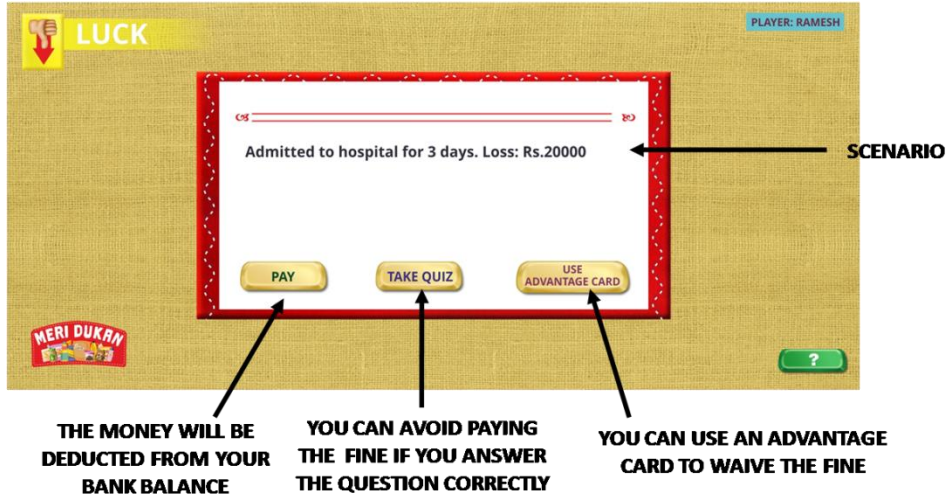 LUCK
PLAYER: RAMESH
Admitted to hospital for 3 days. Loss: Rs.20000
SCENARIO
PAY
TAKE QUIZ
USE
ADVANTAGE CARD
MERI DUKAN
?
THE MONEY WILL BE
DEDUCTED FROM YOUR
BANK BALANCE
YOU CAN AVOID PAYING
THE FINE IF YOU ANSWER
THE QUESTION CORRECTLY
YOU CAN USE AN ADVANTAGE
CARD TO WAIVE THE FINE